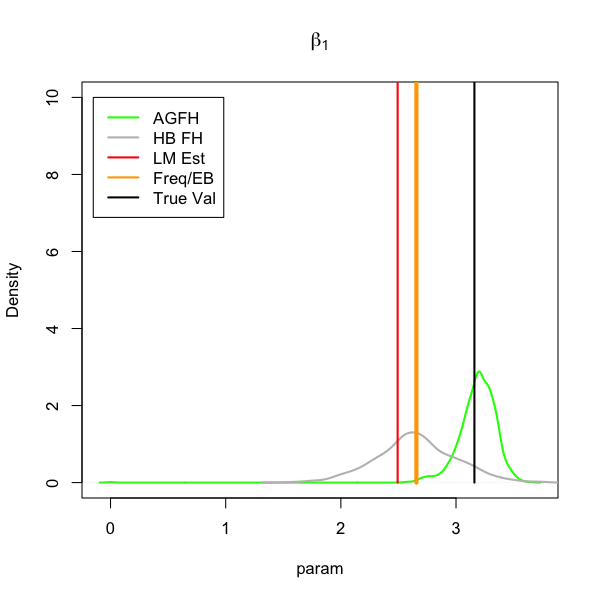 β1
Density
10
8
6
4
2
0
AGFH
HB FH
LM Est
Freq/EB
True Val
0 1 2 3
param